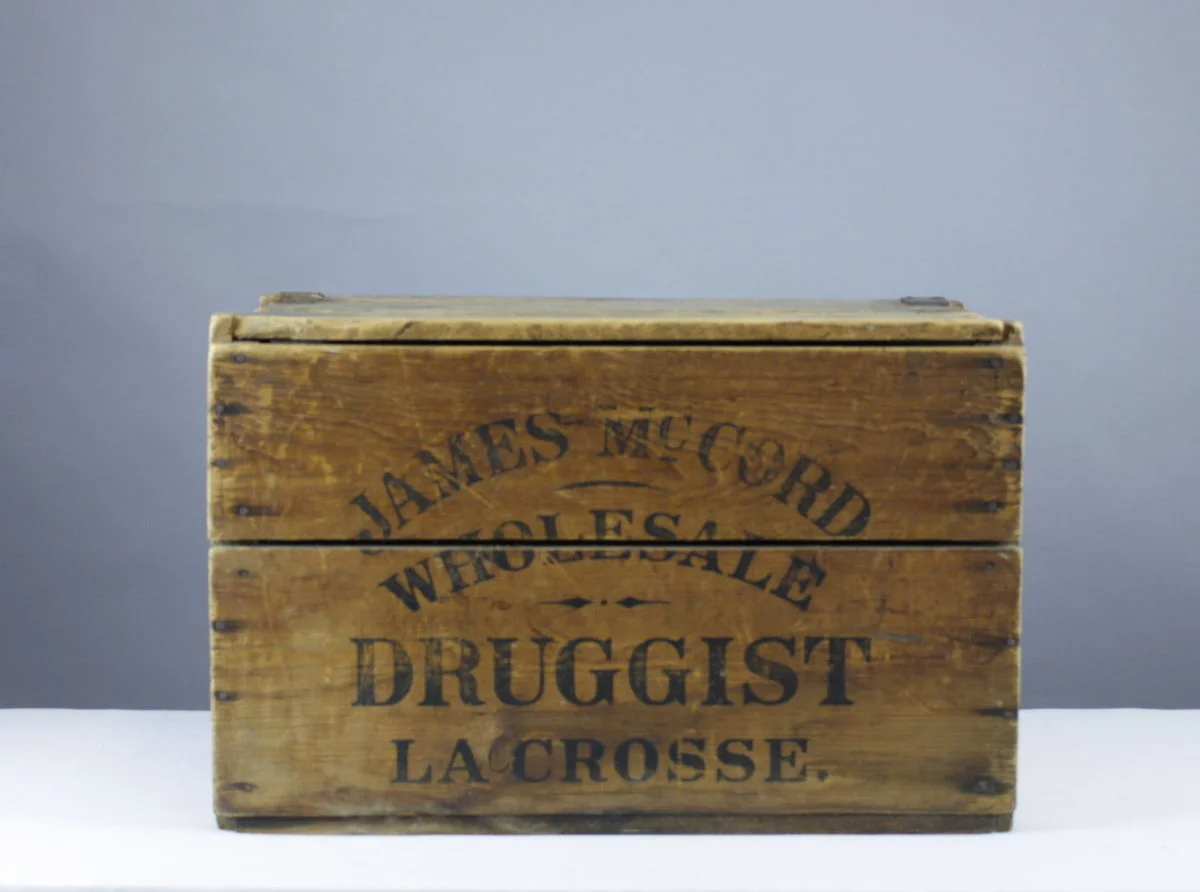 JAMES McCORD
WHOLESALE
DRUGGIST
LA CROSSE.